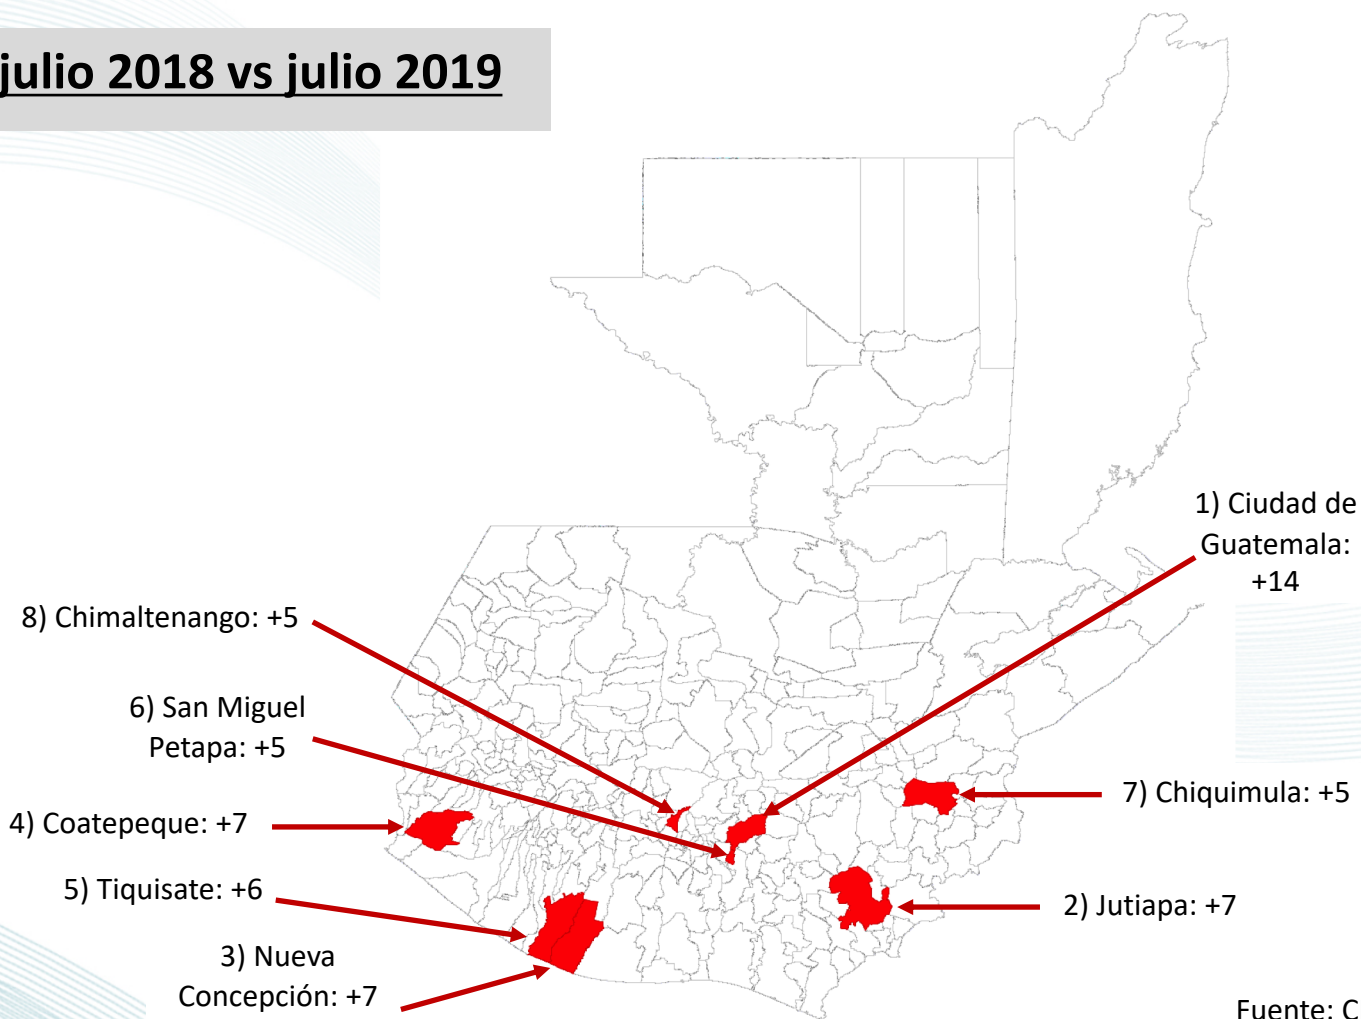 julio 2018 vs julio 2019
1) Ciudad de
Guatemala:
+14
8) Chimaltenango: +5
6) San Miguel
Petapa: +5
7) Chiquimula: +5
4) Coatepeque: +7
5) Tiquisate: +6
2) Jutiapa: +7
3) Nueva
Concepción: +7
Fuente: C